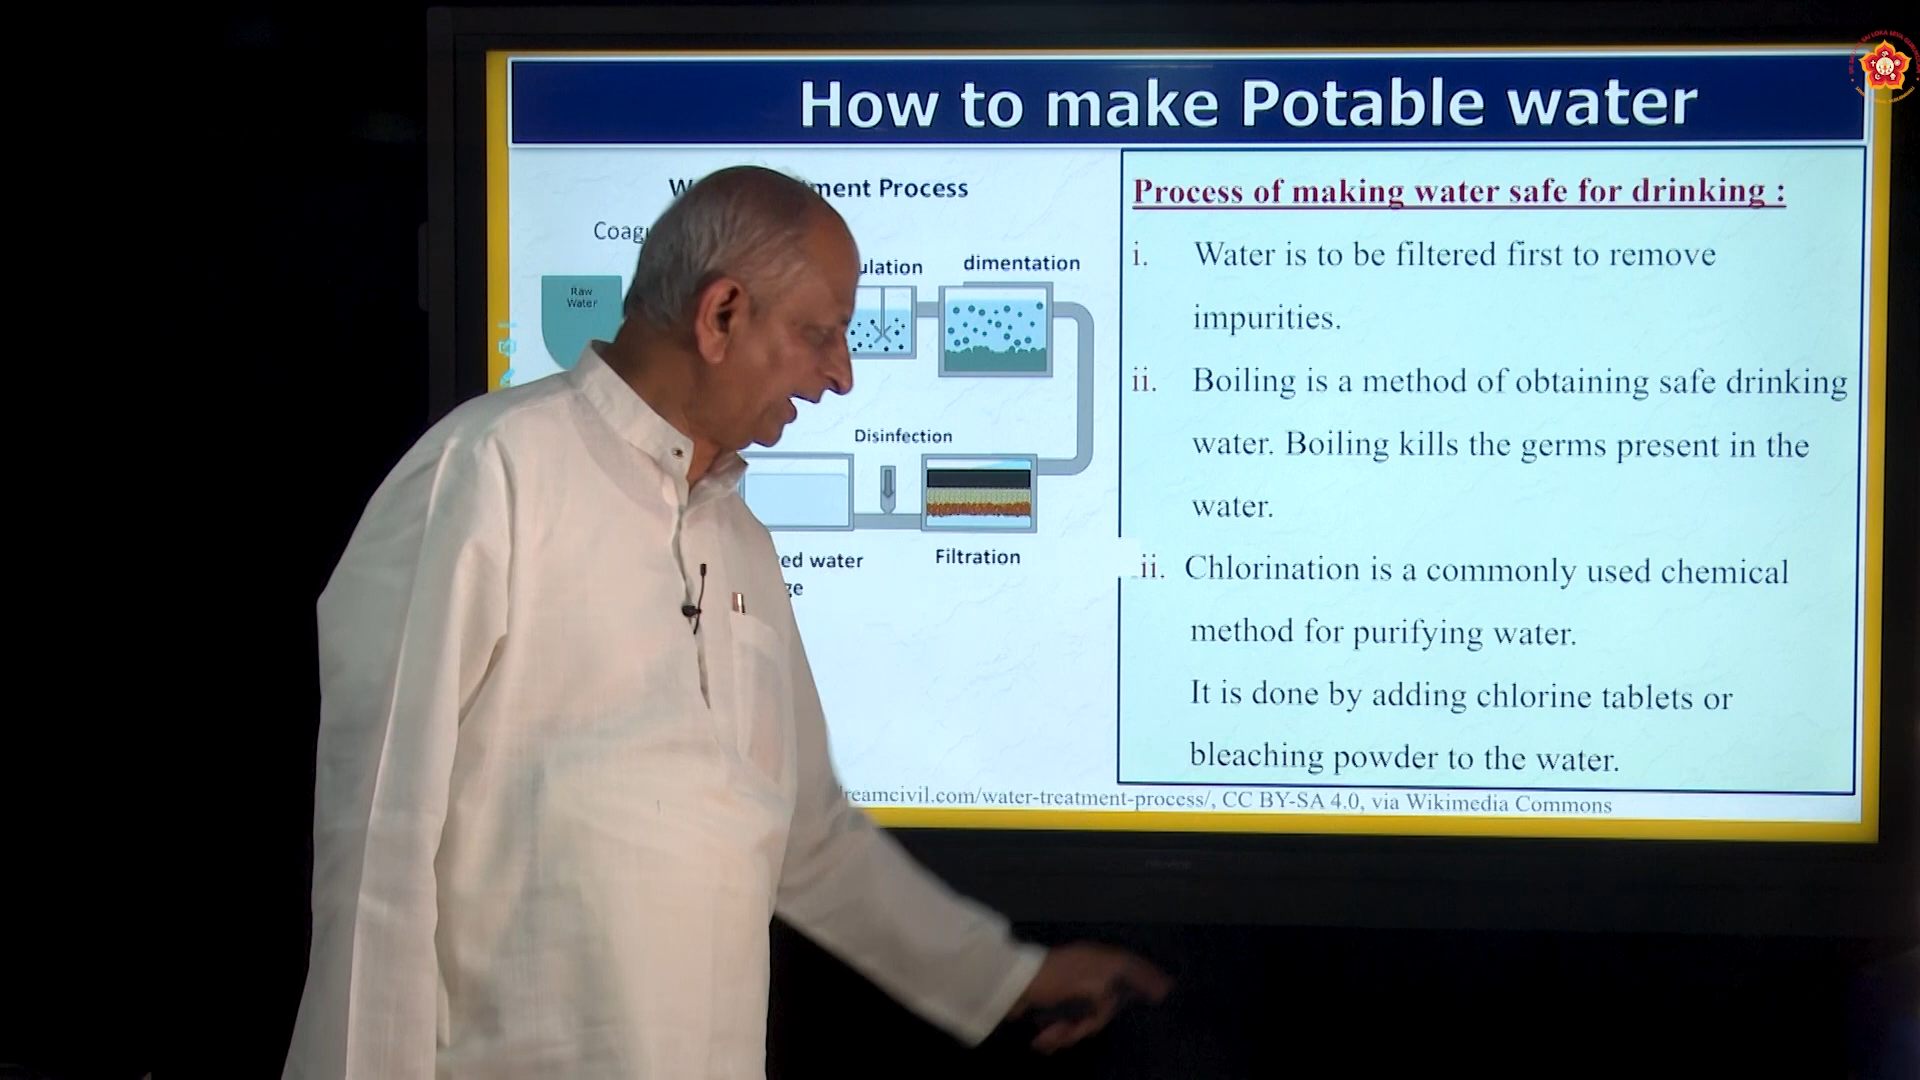 How to make Potable water
ment Process
dimentation
ulation
Raw
Water
Disinfection
ed water
Filtration
ge
Process of making water safe for drinking :
i. Water is to be filtered first to remove
impurities.
ii. Boiling is a method of obtaining safe drinking
water. Boiling kills the germs present in the
water.
ii. Chlorination is a commonly used chemical
method for purifying water.
It is done by adding chlorine tablets or
bleaching powder to the water.
dreamcivil.com/water-treatment-process/, CC BY-SA 4.0, via Wikimedia Commons